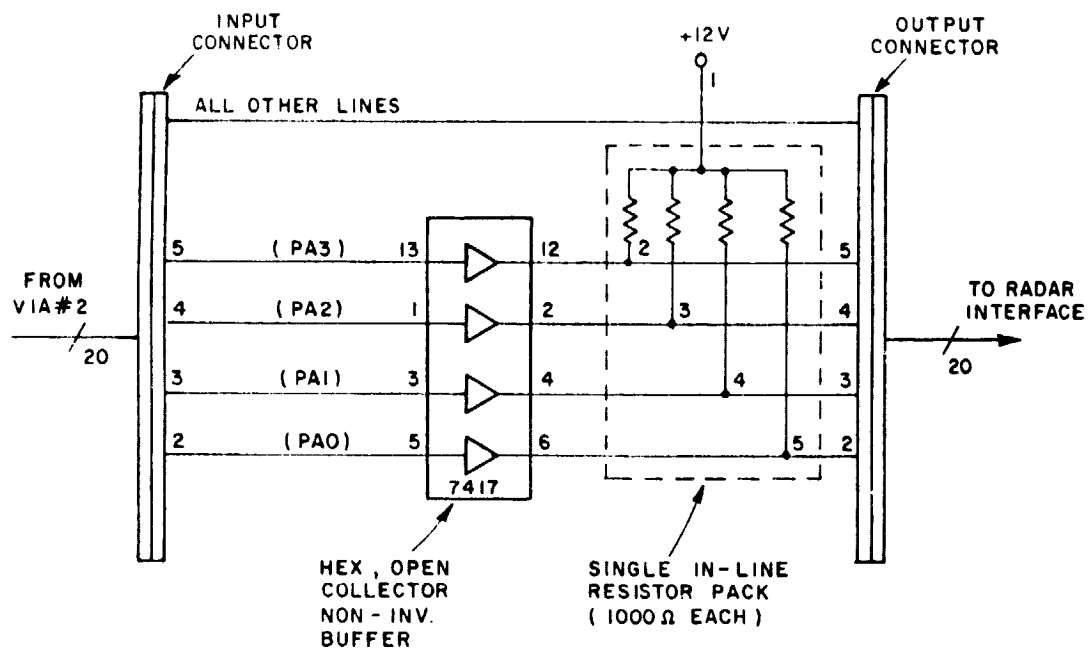 INPUT
CONNECTOR
+12V
1
OUTPUT
CONNECTOR
ALL OTHER LINES
5 (PA3) 13 12 2 5
FROM
VIA#2
20
4 (PA2) 1 2 3 4
TO RADAR
INTERFACE
20
3 (PA1) 3 4 4 3
2 (PA0) 5 6 5 2
7417
HEX, OPEN
COLLECTOR
NON-INV.
BUFFER
SINGLE IN-LINE
RESISTOR PACK
(1000Ω EACH)